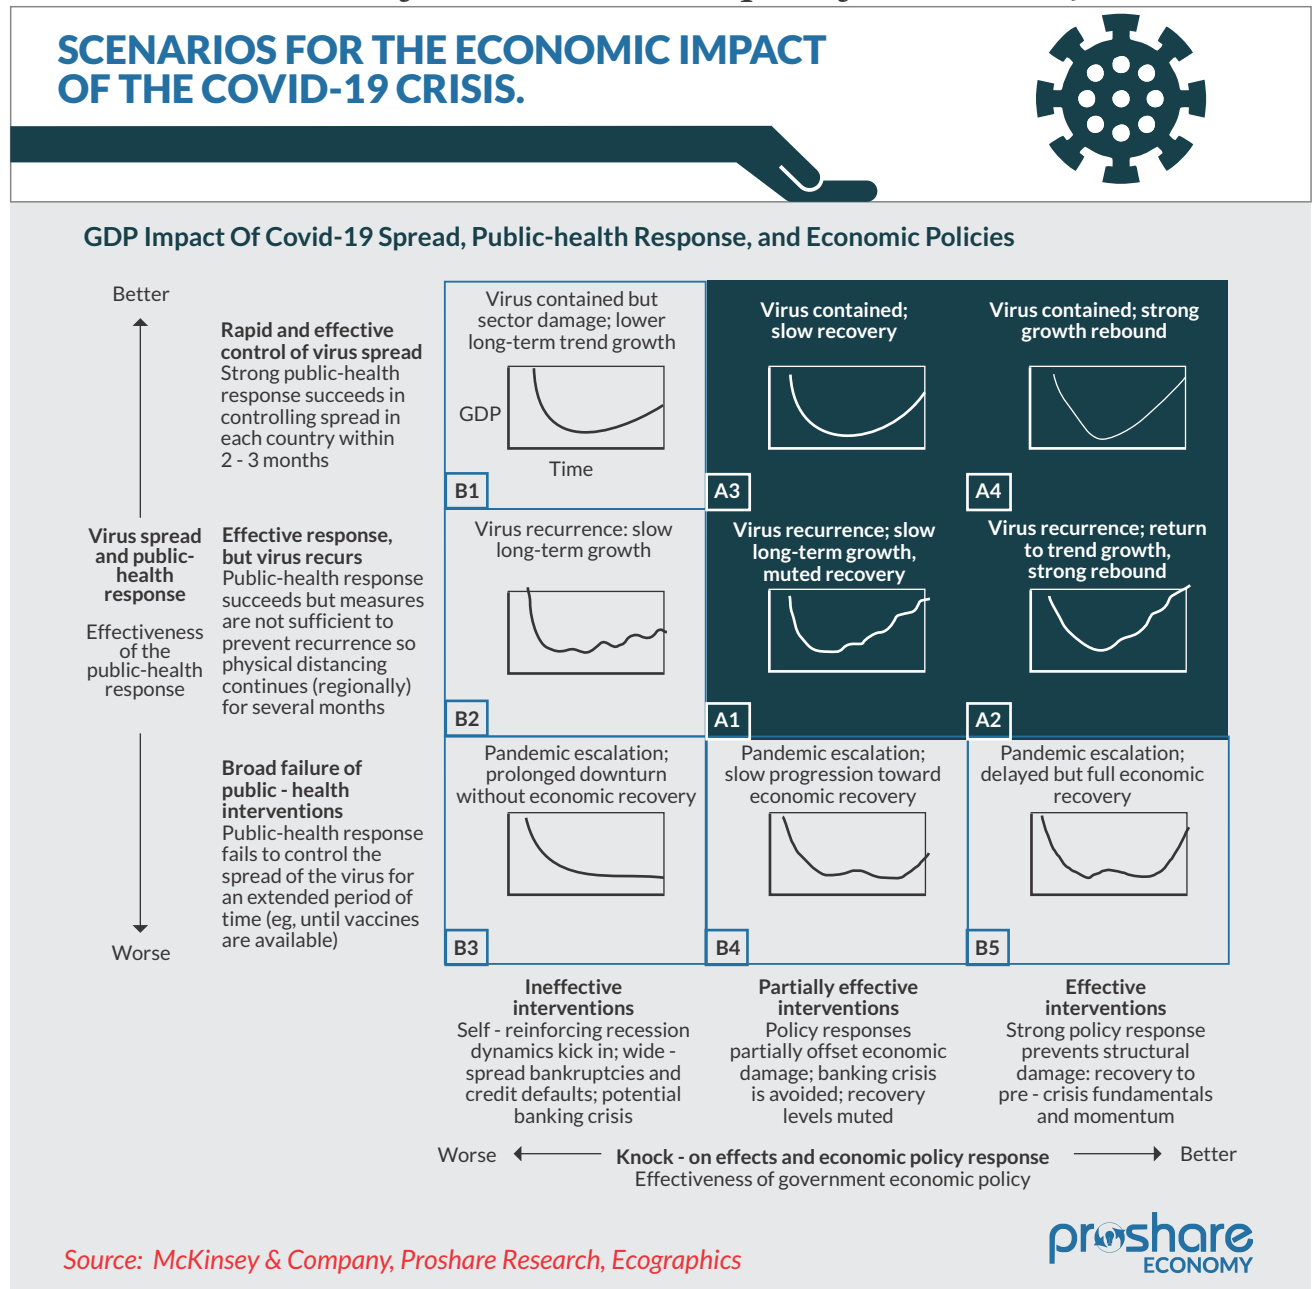 SCENARIOS FOR THE ECONOMIC IMPACT
OF THE COVID-19 CRISIS.
GDP Impact Of Covid-19 Spread, Public-health Response, and Economic Policies
Better
Virus spread
and public-
health
response
Effectiveness
of the
public-health
response
Worse
Rapid and effective
control of virus spread
Strong public-health
response succeeds in
controlling spread in
each country within
2 - 3 months
Virus contained but
sector damage; lower
long-term trend growth
GDP
Time
B1
Virus contained;
slow recovery
A3
Virus contained; strong
growth rebound
A4
Effective response,
but virus recurs
Public-health response
succeeds but measures
are not sufficient to
prevent recurrence so
physical distancing
continues (regionally)
for several months
Virus recurrence: slow
long-term growth
B2
Virus recurrence; slow
long-term growth,
muted recovery
A1
Virus recurrence; return
to trend growth,
strong rebound
A2
Broad failure of
public - health
interventions
Public-health response
fails to control the
spread of the virus for
an extended period of
time (eg, until vaccines
are available)
Pandemic escalation;
prolonged downturn
without economic recovery
B3
Pandemic escalation;
slow progression toward
economic recovery
B4
Pandemic escalation;
delayed but full economic
recovery
B5
Ineffective
interventions
Self - reinforcing recession
dynamics kick in; wide -
spread bankruptcies and
credit defaults; potential
banking crisis
Partially effective
interventions
Policy responses
partially offset economic
damage; banking crisis
is avoided; recovery
levels muted
Effective
interventions
Strong policy response
prevents structural
damage: recovery to
pre - crisis fundamentals
and momentum
Worse
Knock - on effects and economic policy response
Effectiveness of government economic policy
Better
Source: McKinsey & Company, Proshare Research, Ecographics
proshare
ECONOMY